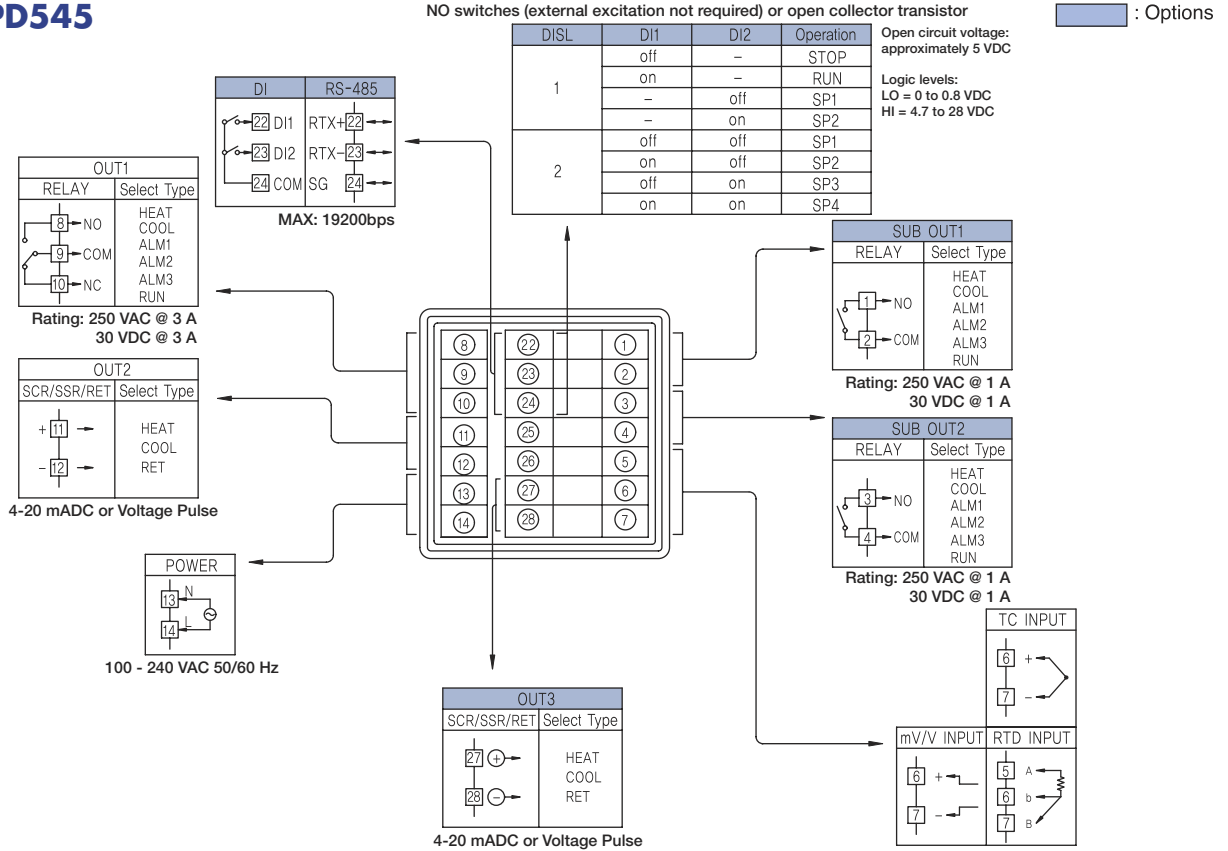 PD545
NO switches (external excitation not required) or open collector transistor
: Options
DISL DI1 DI2 Operation
1 off – STOP
on – RUN
– off SP1
– on SP2
2 off off SP1
on off SP2
off on SP3
on on SP4
Open circuit voltage:
approximately 5 VDC
Logic levels:
LO = 0 to 0.8 VDC
HI = 4.7 to 28 VDC
DI RS-485
22 DI1 RTX+ 22
23 DI2 RTX- 23
24 COM SG 24
MAX: 19200bps
OUT1
RELAY Select Type
8 NO
9 COM
10 NC
HEAT
COOL
ALM1
ALM2
ALM3
RUN
Rating: 250 VAC @ 3 A
30 VDC @ 3 A
OUT2
SCR/SSR/RET Select Type
+ 11
- 12
HEAT
COOL
RET
4-20 mADC or Voltage Pulse
POWER
13 N
14 L
100 - 240 VAC 50/60 Hz
8 22 1
9 23 2
10 24 3
11 25 4
12 26 5
13 27 6
14 28 7
SUB OUT1
RELAY Select Type
1 NO
2 COM
HEAT
COOL
ALM1
ALM2
ALM3
RUN
Rating: 250 VAC @ 1 A
30 VDC @ 1 A
SUB OUT2
RELAY Select Type
3 NO
4 COM
HEAT
COOL
ALM1
ALM2
ALM3
RUN
Rating: 250 VAC @ 1 A
30 VDC @ 1 A
OUT3
SCR/SSR/RET Select Type
27 +
28 -
HEAT
COOL
RET
4-20 mADC or Voltage Pulse
TC INPUT
6 +
7 -
mV/V INPUT
6 +
7 -
RTD INPUT
5 A
6 b
7 B